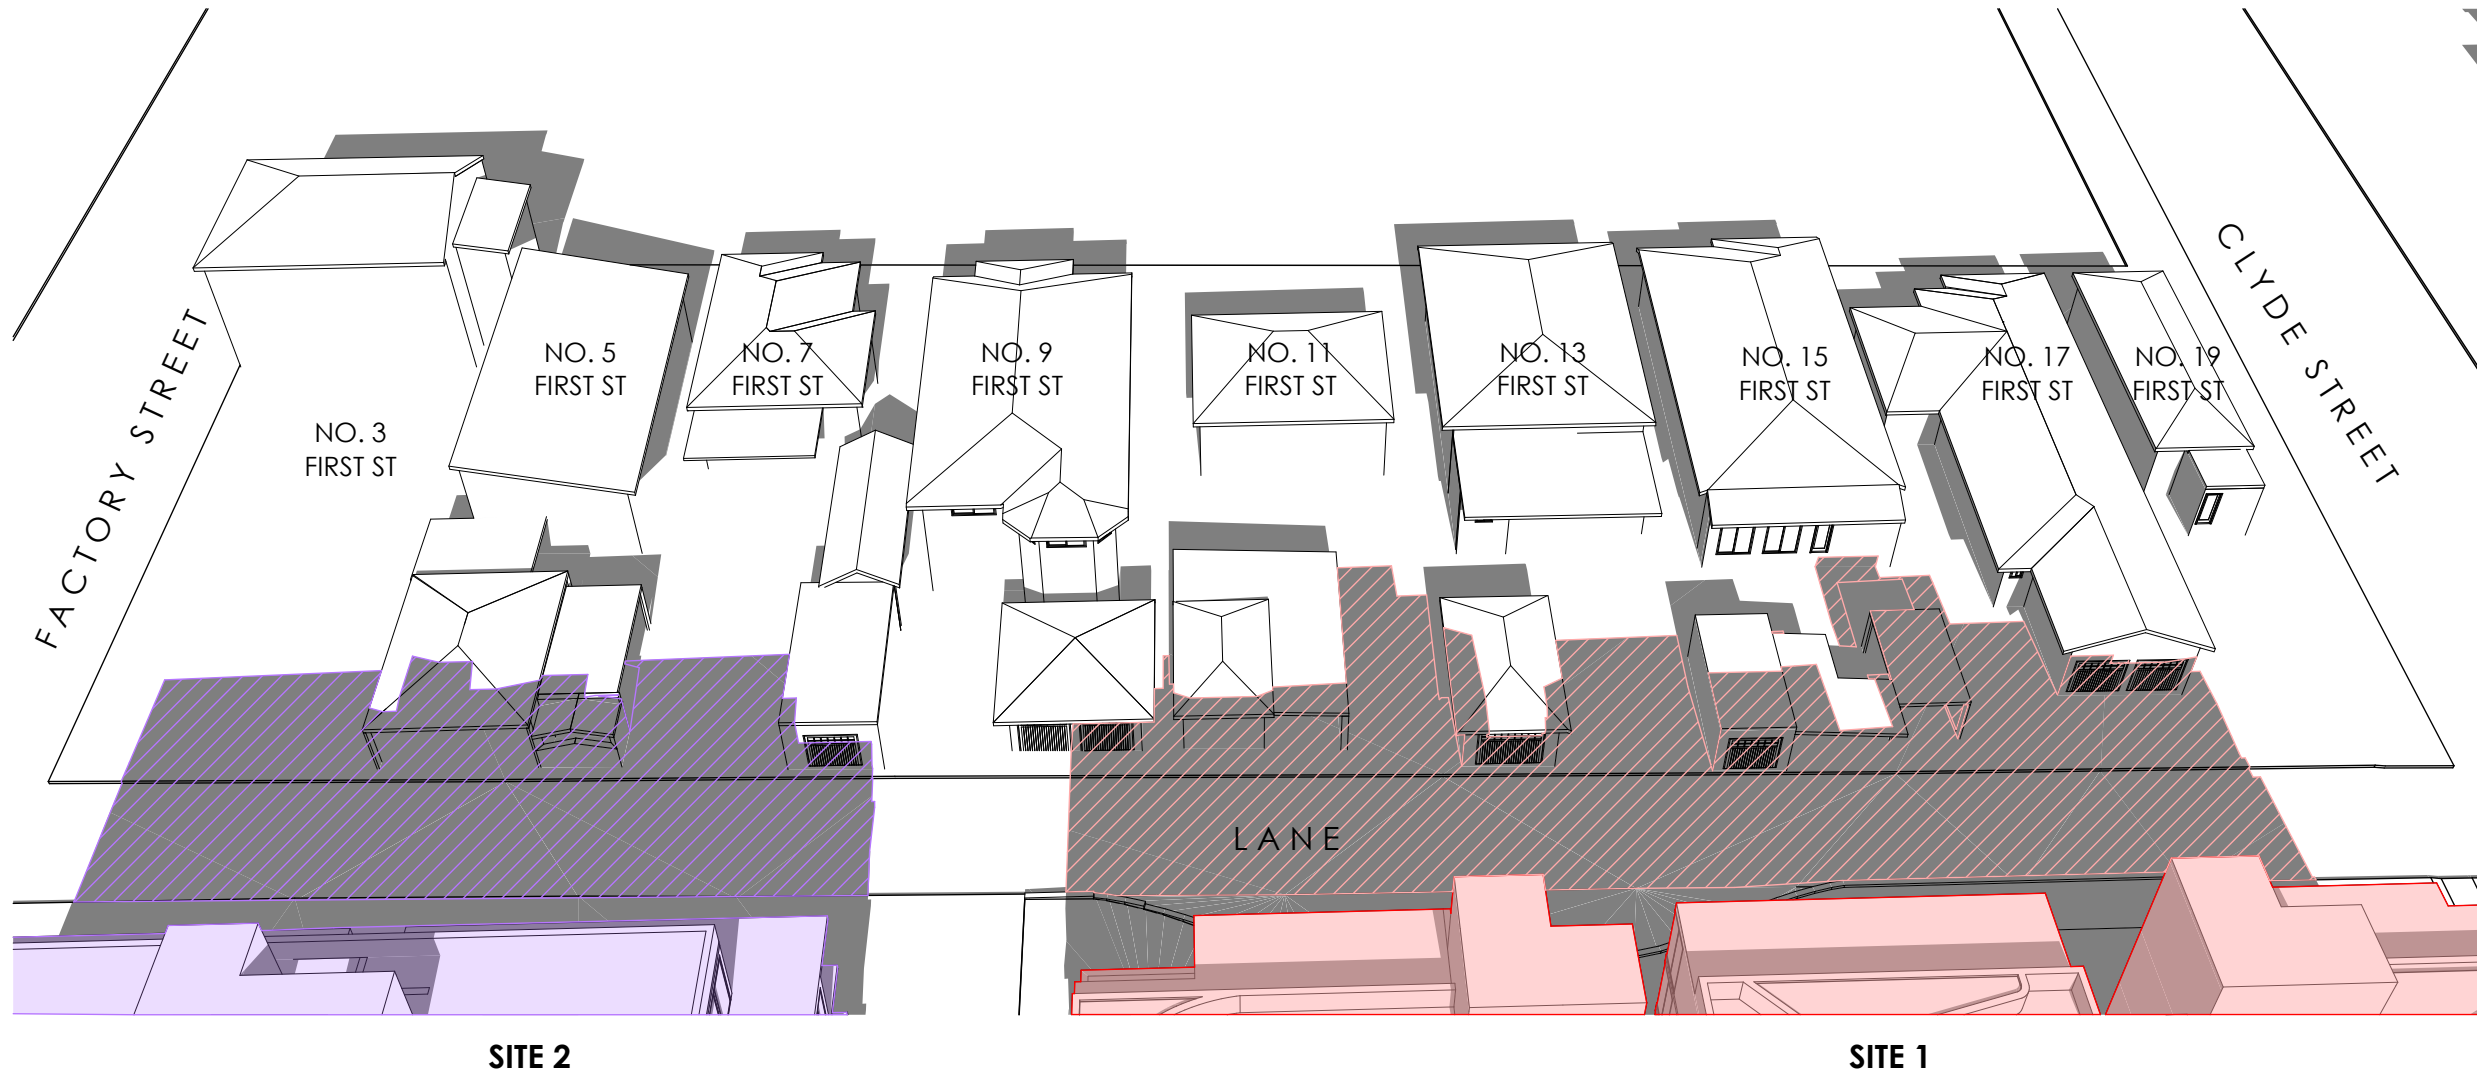 FACTORY STREET
NO. 3
FIRST ST
NO. 5
FIRST ST
NO. 7
FIRST ST
NO. 9
FIRST ST
NO. 11
FIRST ST
NO. 13
FIRST ST
NO. 15
FIRST ST
NO. 17
FIRST ST
NO. 19
FIRST ST
CLYDE STREET
LANE
SITE 2
SITE 1